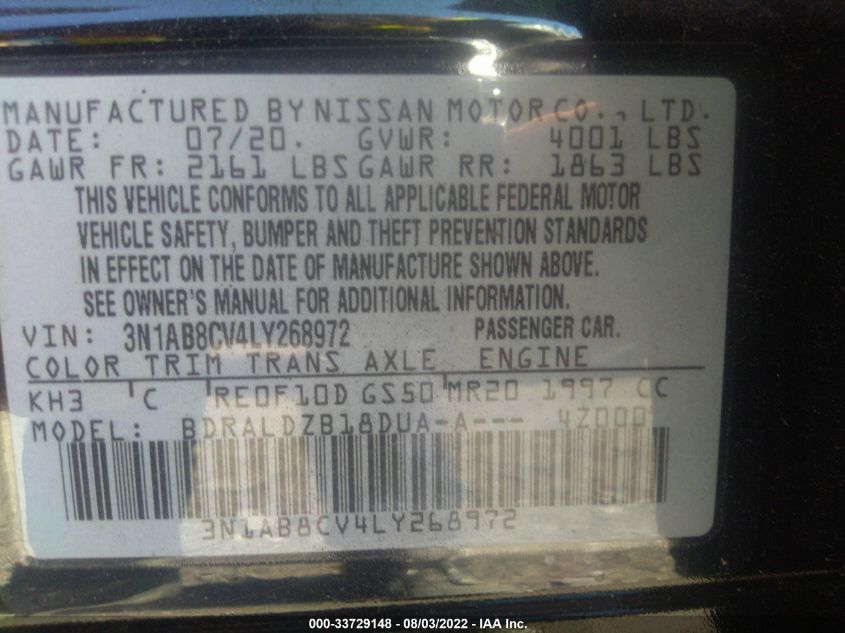 MANUFACTURED BY NISSAN MOTOR CO., LTD.
DATE: 07/20. GVWR: 4001 LBS
GAWR FR: 2161 LBS GAWR RR: 1863 LBS
THIS VEHICLE CONFORMS TO ALL APPLICABLE FEDERAL MOTOR
VEHICLE SAFETY, BUMPER AND THEFT PREVENTION STANDARDS
IN EFFECT ON THE DATE OF MANUFACTURE SHOWN ABOVE.
SEE OWNER'S MANUAL FOR ADDITIONAL INFORMATION.
VIN: 3N1AB8CV4LY268972 PASSENGER CAR.
COLOR TRIM TRANS AXLE ENGINE
KH3 'C 'RE0F10D GS50'MR20 1997 CC
MODEL: BDRALDZB18DUA-A--- 4Z000
3N1AB8CV4LY268972
000-33729148 - 08/03/2022 - IAA Inc.